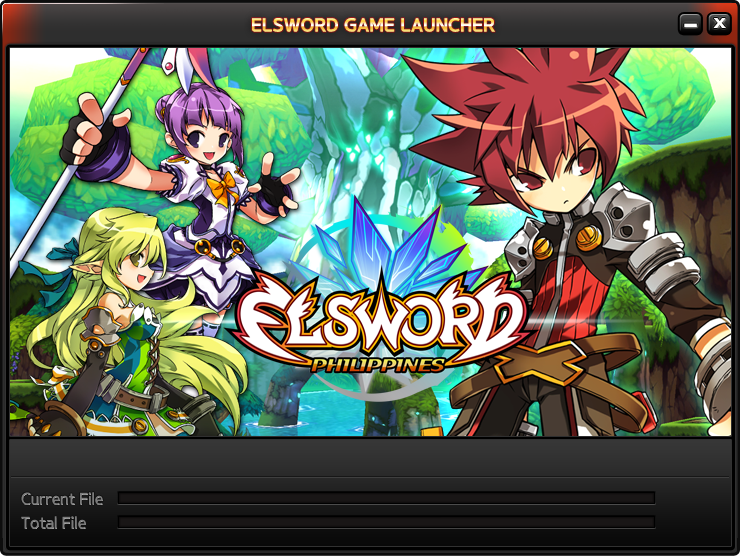 ELSWORD GAME LAUNCHER
ELSWORD
PHILIPPINES
Current File
Total File